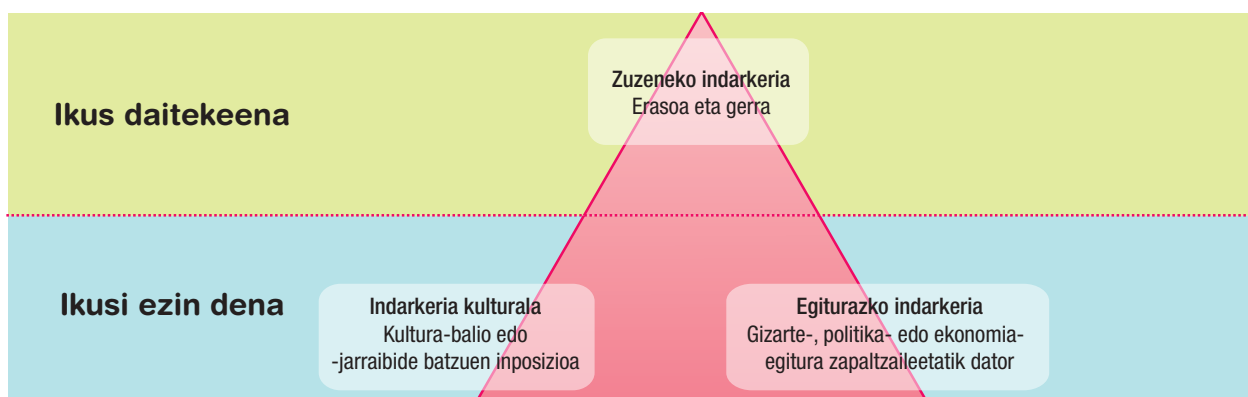 Zuzeneko indarkeria
Erasoa eta gerra
Ikus daitekeena
Ikusi ezin dena
Indarkeria kulturala
Kultura-balio edo
-jarraibide batzuen inposizioa
Egiturazko indarkeria
Gizarte-, politika- edo ekonomia-
egitura zapaltzaileetatik dator